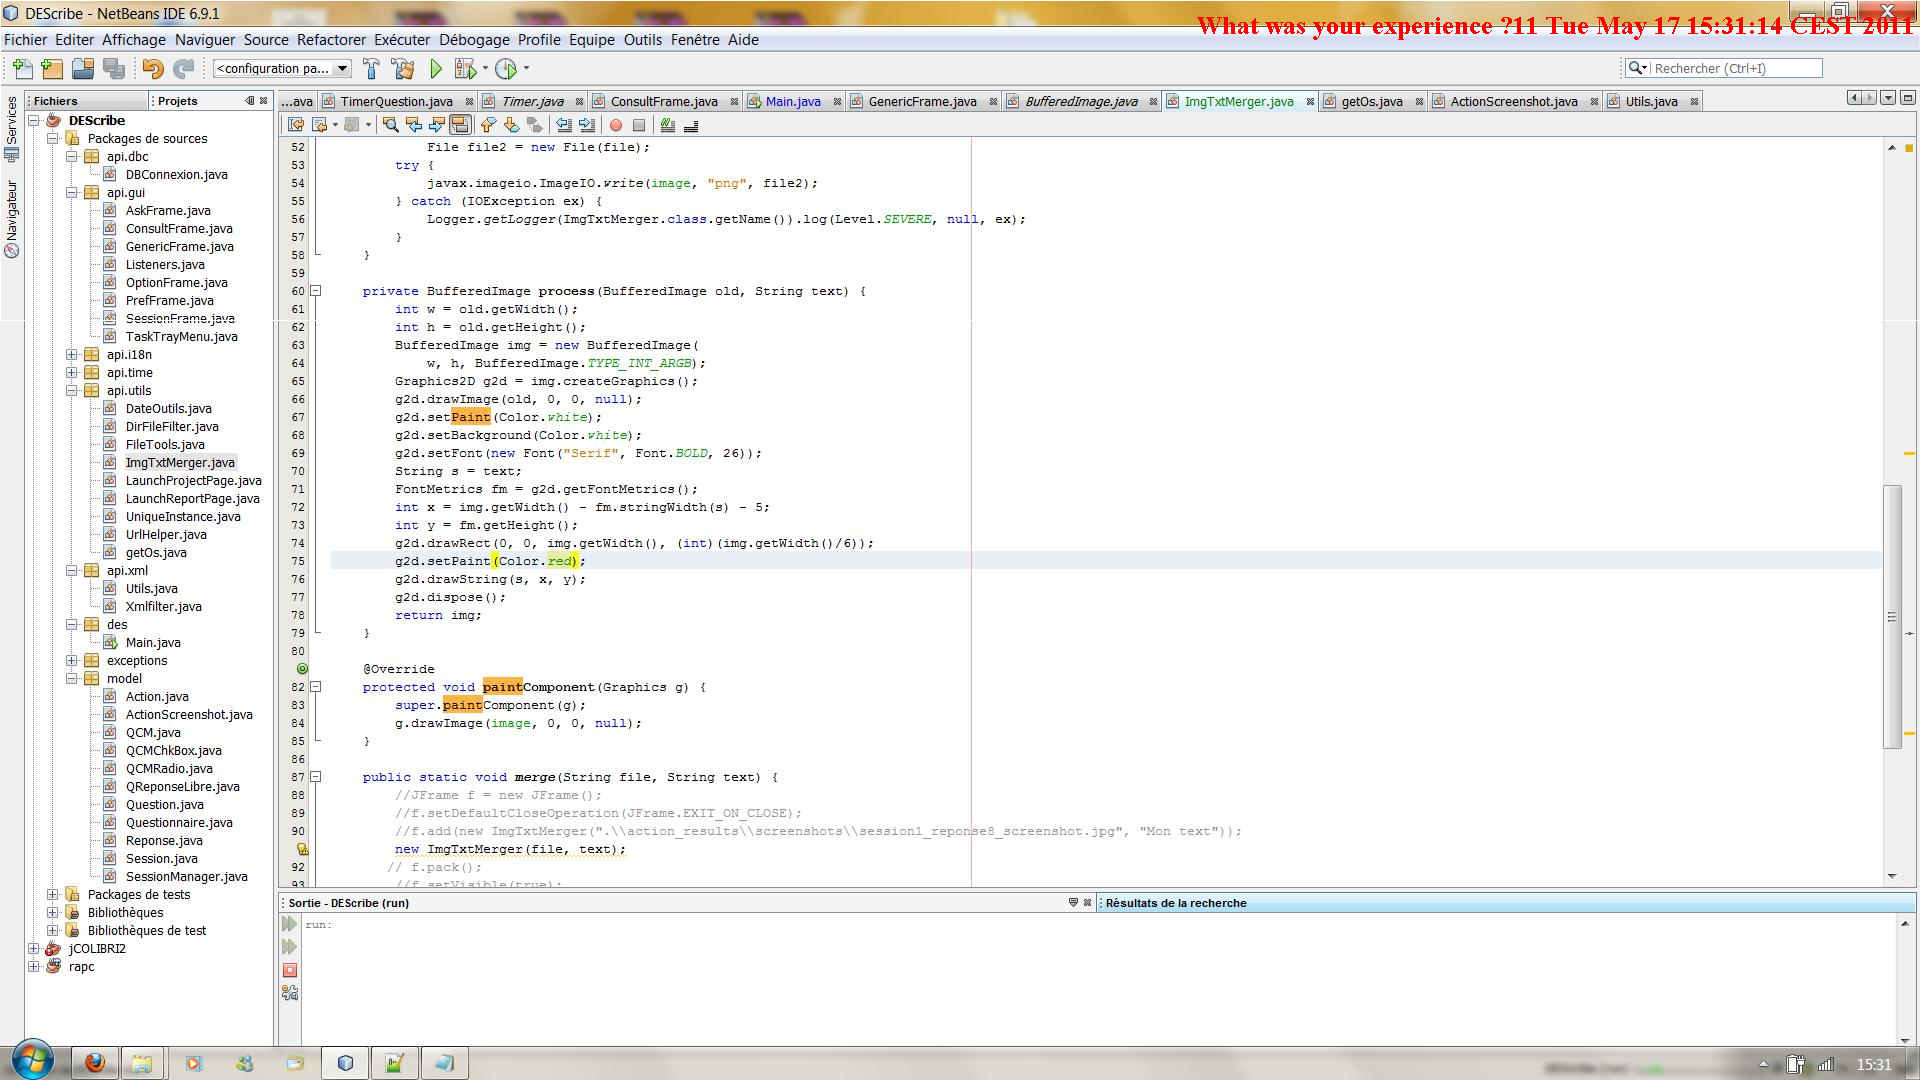 DEScribe - NetBeans IDE 6.9.1
What was your experience ?11 Tue May 17 15:31:14 CEST 2011
Fichier Editer Affichage Naviguer Source Refactorer Exécuter Débogage Profile Equipe Outils Fenêtre Aide
<configuration pa...
Rechercher (Ctrl+I)
Services
Navigateur
Fichiers
Projets
DEScribe
Packages de sources
api.dbc
DBConnexion.java
api.gui
AskFrame.java
ConsultFrame.java
GenericFrame.java
Listeners.java
OptionFrame.java
PrefFrame.java
SessionFrame.java
TaskTrayMenu.java
api.i18n
api.time
api.utils
DateOutils.java
DirFileFilter.java
FileTools.java
ImgTxtMerger.java
LaunchProjectPage.java
LaunchReportPage.java
UniqueInstance.java
UrlHelper.java
getOs.java
api.xml
Utils.java
Xmlfilter.java
des
Main.java
exceptions
model
Action.java
ActionScreenshot.java
QCM.java
QCMChkBox.java
QCMRadio.java
QReponseLibre.java
Question.java
Questionnaire.java
Reponse.java
Session.java
SessionManager.java
Packages de tests
Bibliothèques
Bibliothèques de test
jCOLIBRI2
rapc
...ava TimerQuestion.java Timer.java ConsultFrame.java Main.java GenericFrame.java BufferedImage.java ImgTxtMerger.java getOs.java ActionScreenshot.java Utils.java
52 File file2 = new File(file);
53 try {
54 javax.imageio.ImageIO.write(image, "png", file2);
55 } catch (IOException ex) {
56 Logger.getLogger(ImgTxtMerger.class.getName()).log(Level.SEVERE, null, ex);
57 }
58 }
59
60 private BufferedImage process(BufferedImage old, String text) {
61 int w = old.getWidth();
62 int h = old.getHeight();
63 BufferedImage img = new BufferedImage(
64 w, h, BufferedImage.TYPE_INT_ARGB);
65 Graphics2D g2d = img.createGraphics();
66 g2d.drawImage(old, 0, 0, null);
67 g2d.setPaint(Color.white);
68 g2d.setBackground(Color.white);
69 g2d.setFont(new Font("Serif", Font.BOLD, 26));
70 String s = text;
71 FontMetrics fm = g2d.getFontMetrics();
72 int x = img.getWidth() - fm.stringWidth(s) - 5;
73 int y = fm.getHeight();
74 g2d.drawRect(0, 0, img.getWidth(), (int)(img.getWidth()/6));
75 g2d.setPaint(Color.red);
76 g2d.drawString(s, x, y);
77 g2d.dispose();
78 return img;
79 }
80
@Override
82 protected void paintComponent(Graphics g) {
83 super.paintComponent(g);
84 g.drawImage(image, 0, 0, null);
85 }
86
87 public static void merge(String file, String text) {
88 //JFrame f = new JFrame();
89 //f.setDefaultCloseOperation(JFrame.EXIT_ON_CLOSE);
90 //f.add(new ImgTxtMerger(".\\action_results\\screenshots\\session1_reponse8_screenshot.jpg", "Mon text"));
new ImgTxtMerger(file, text);
92 // f.pack();
93 //f.setVisible(true);
Sortie - DEScribe (run)
Résultats de la recherche
run:
15:31